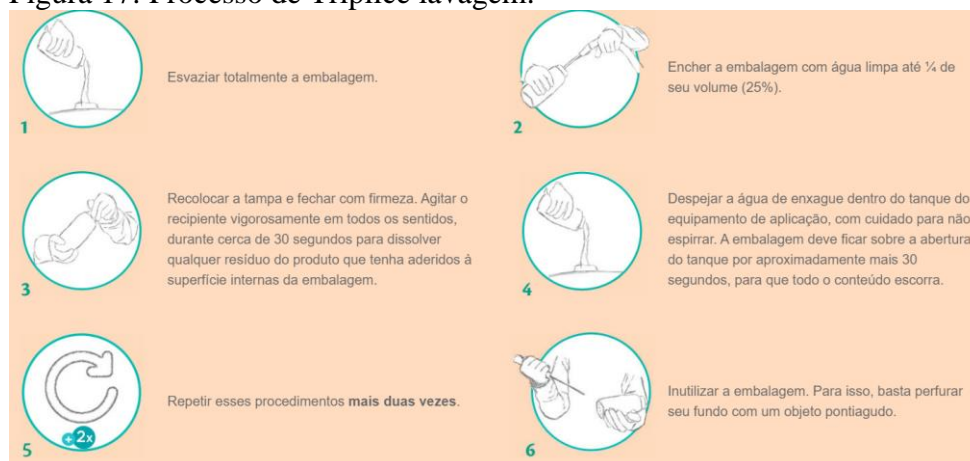 Figura 17. Processo de Tríplice lavagem.
1
Esvaziar totalmente a embalagem.
2
Encher a embalagem com água limpa até ¼ de
seu volume (25%).
3
Recolocar a tampa e fechar com firmeza. Agitar o
recipiente vigorosamente em todos os sentidos,
durante cerca de 30 segundos para dissolver
qualquer resíduo do produto que tenha aderidos à
superfície internas da embalagem.
4
Despejar a água de enxague dentro do tanque do
equipamento de aplicação, com cuidado para não
espirrar. A embalagem deve ficar sobre a abertura
do tanque por aproximadamente mais 30
segundos, para que todo o conteúdo escorra.
5
+ 2x
Repetir esses procedimentos mais duas vezes.
6
Inutilizar a embalagem. Para isso, basta perfurar
seu fundo com um objeto pontiagudo.